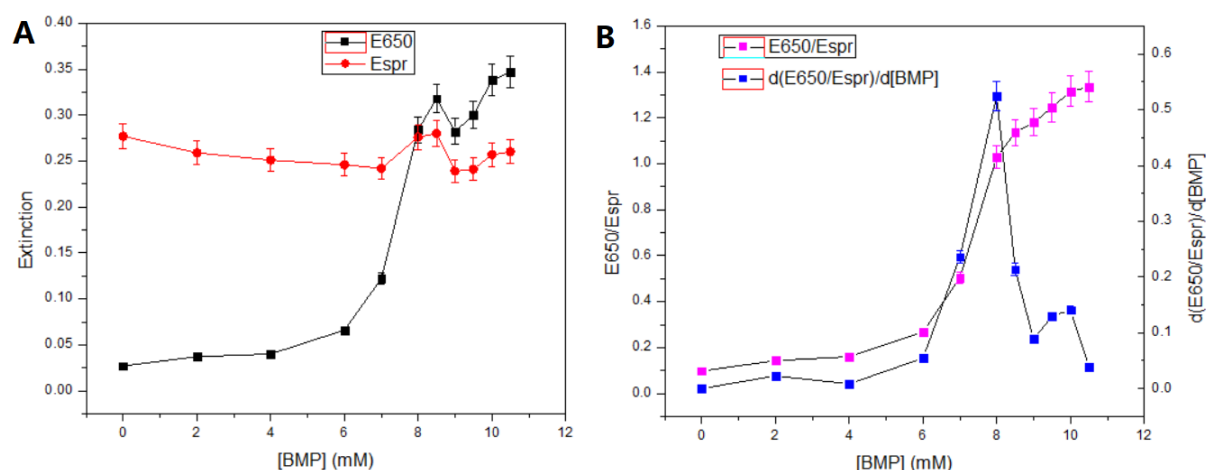 A
E650
Espr
Extinction
0.40
0.35
0.30
0.25
0.20
0.15
0.10
0.05
0.00
0 2 4 6 8 10 12
[BMP] (mM)
B
E650/Espr
d(E650/Espr)/d[BMP]
E650/Espr
1.6
1.4
1.2
1.0
0.8
0.6
0.4
0.2
0.0
0 2 4 6 8 10 12
[BMP] (mM)
0.6
0.5
0.4
0.3
0.2
0.1
0.0
d(E650/Espr)/d[BMP]